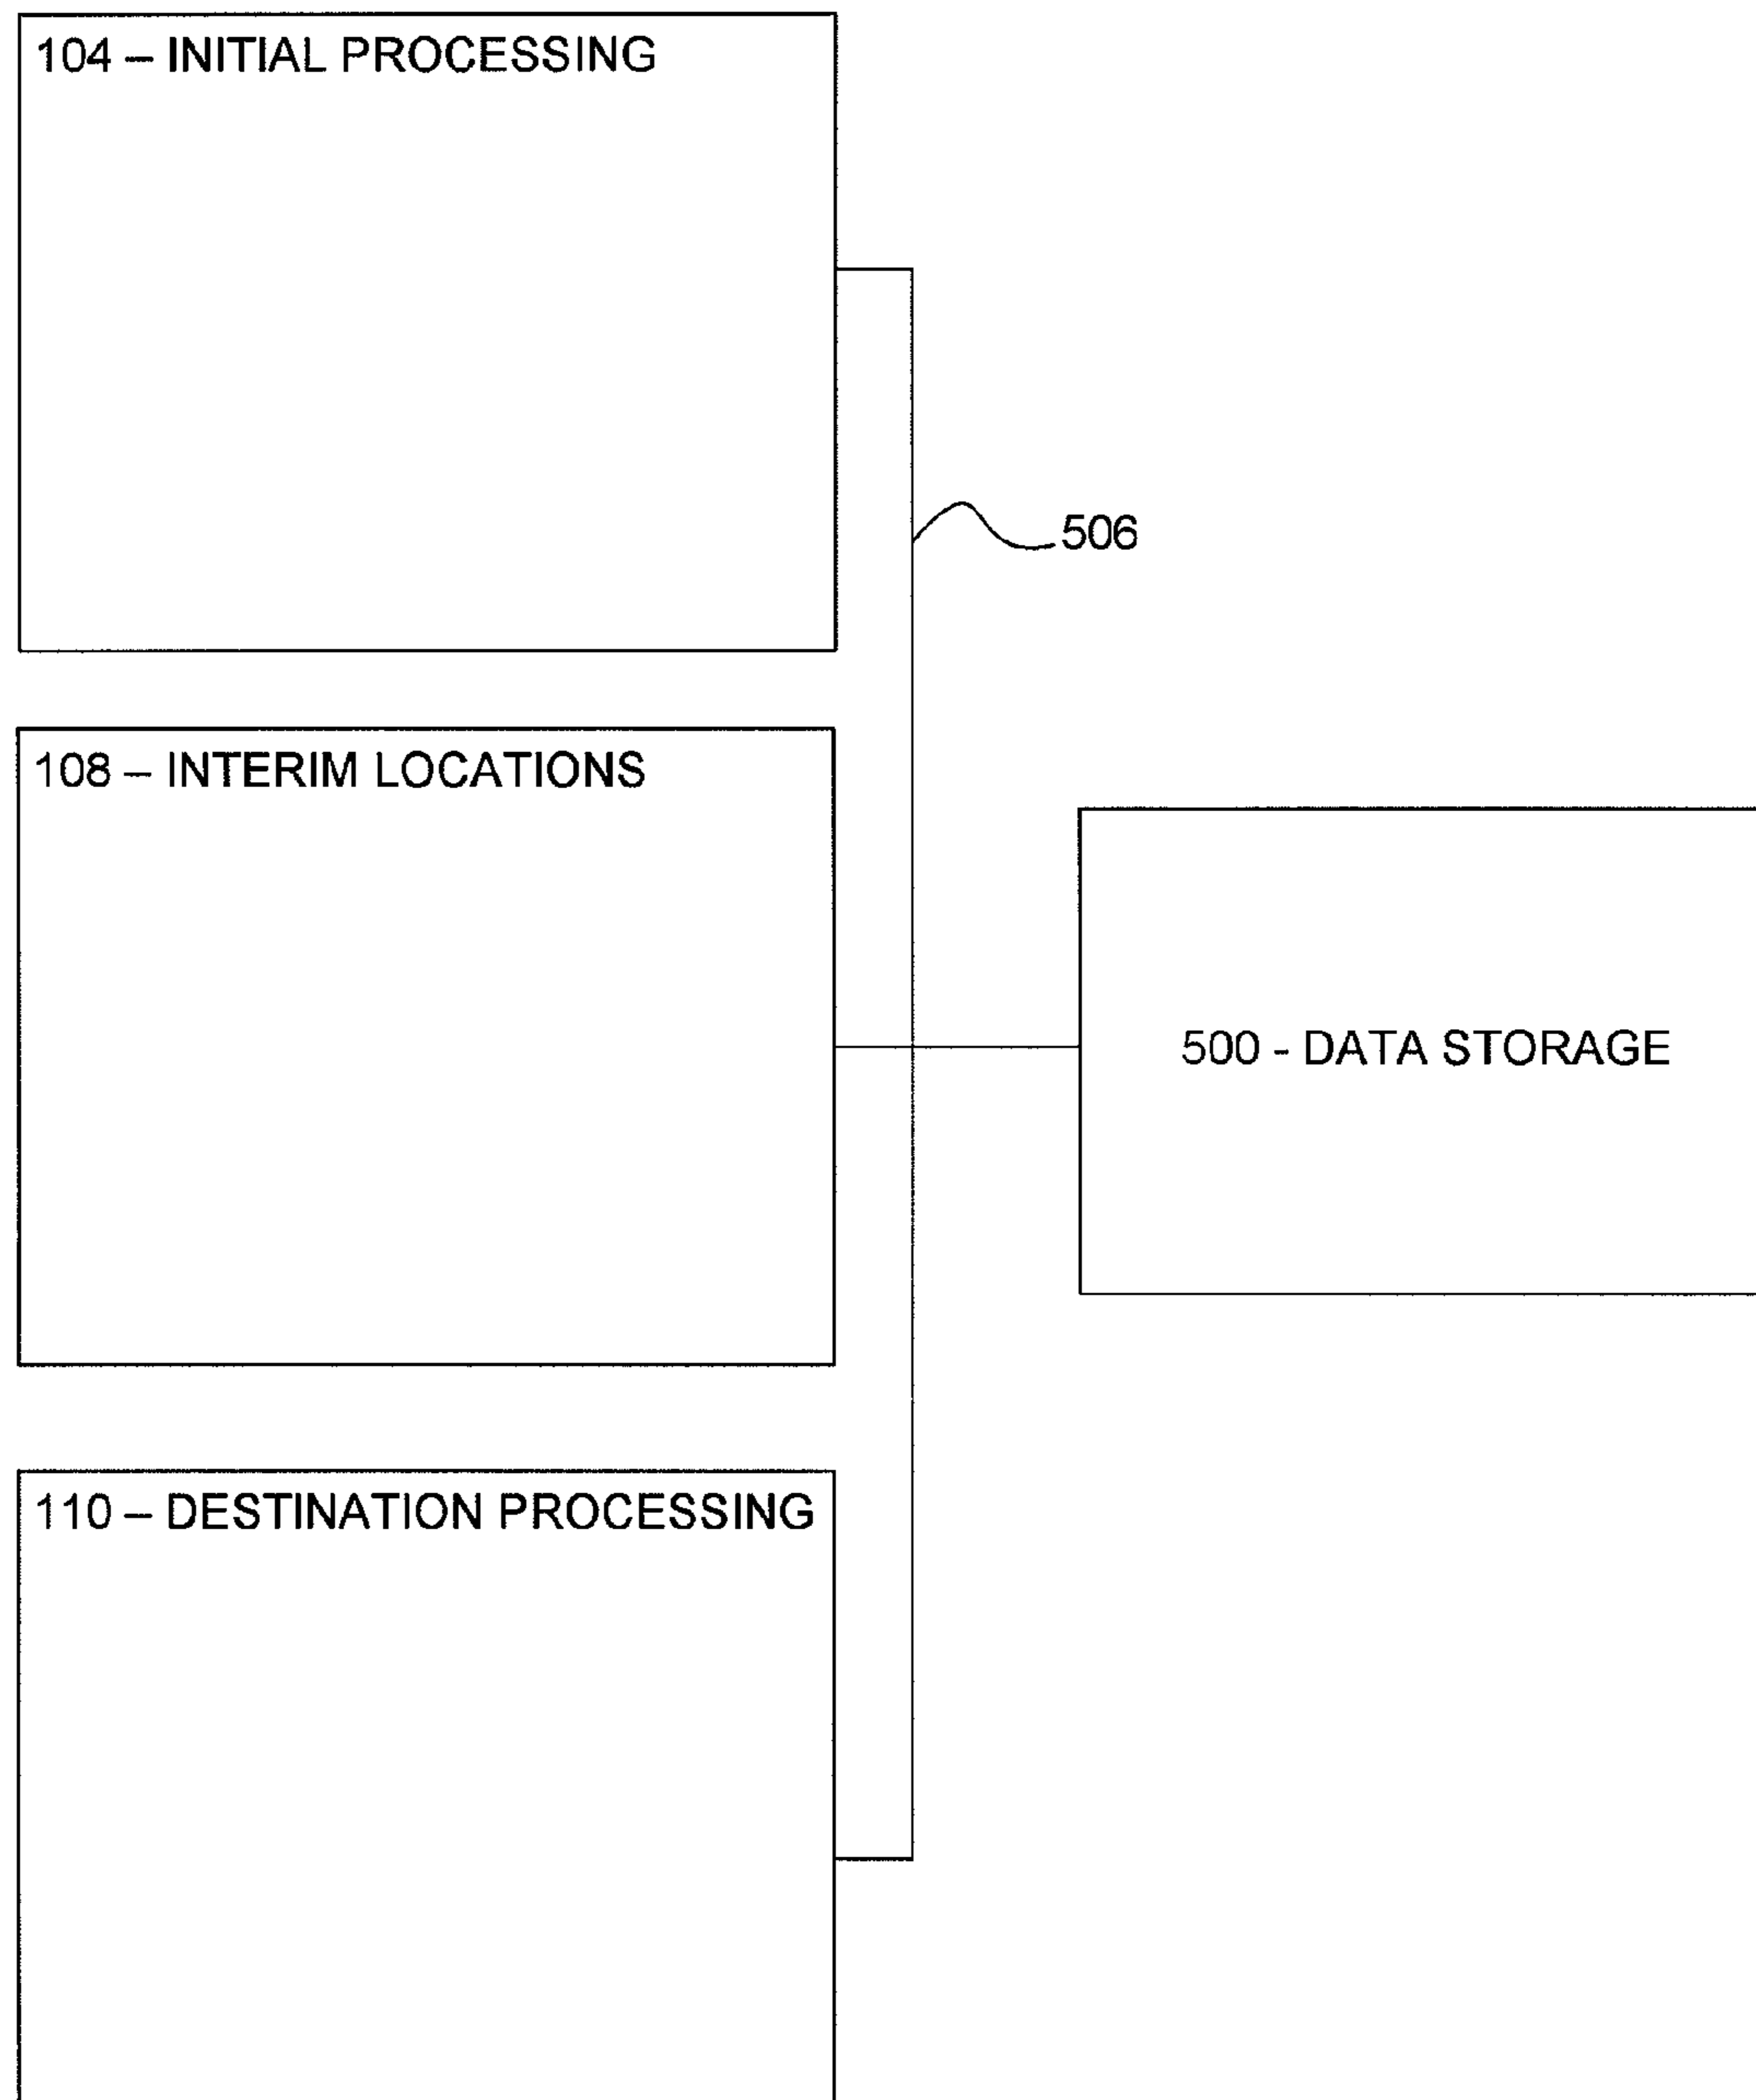 104 – INITIAL PROCESSING
506
108 – INTERIM LOCATIONS
500 - DATA STORAGE
110 – DESTINATION PROCESSING